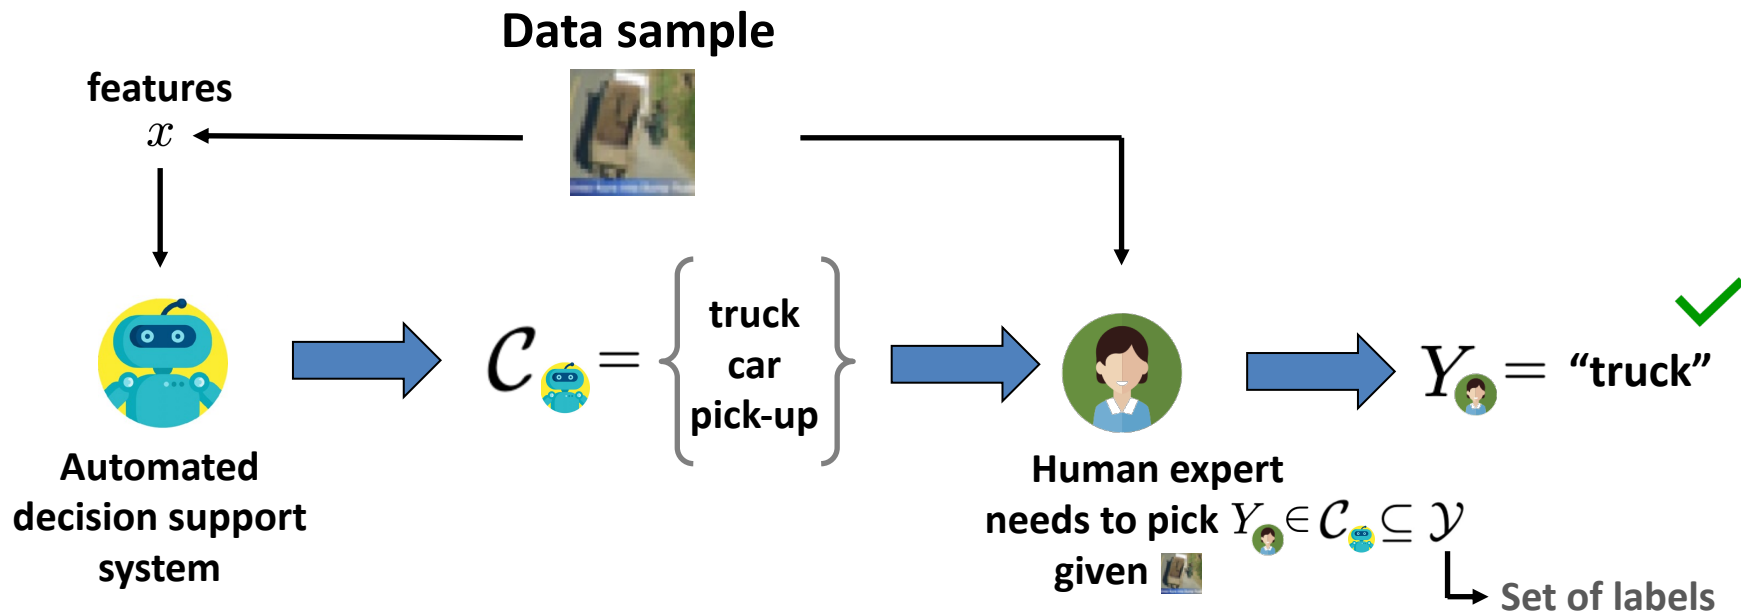 Data sample
features
x
C = { truck
car
pick-up }
Y = “truck”
Automated
decision support
system
Human expert
needs to pick Y ∈ C ⊆ 𝒴
given
Set of labels